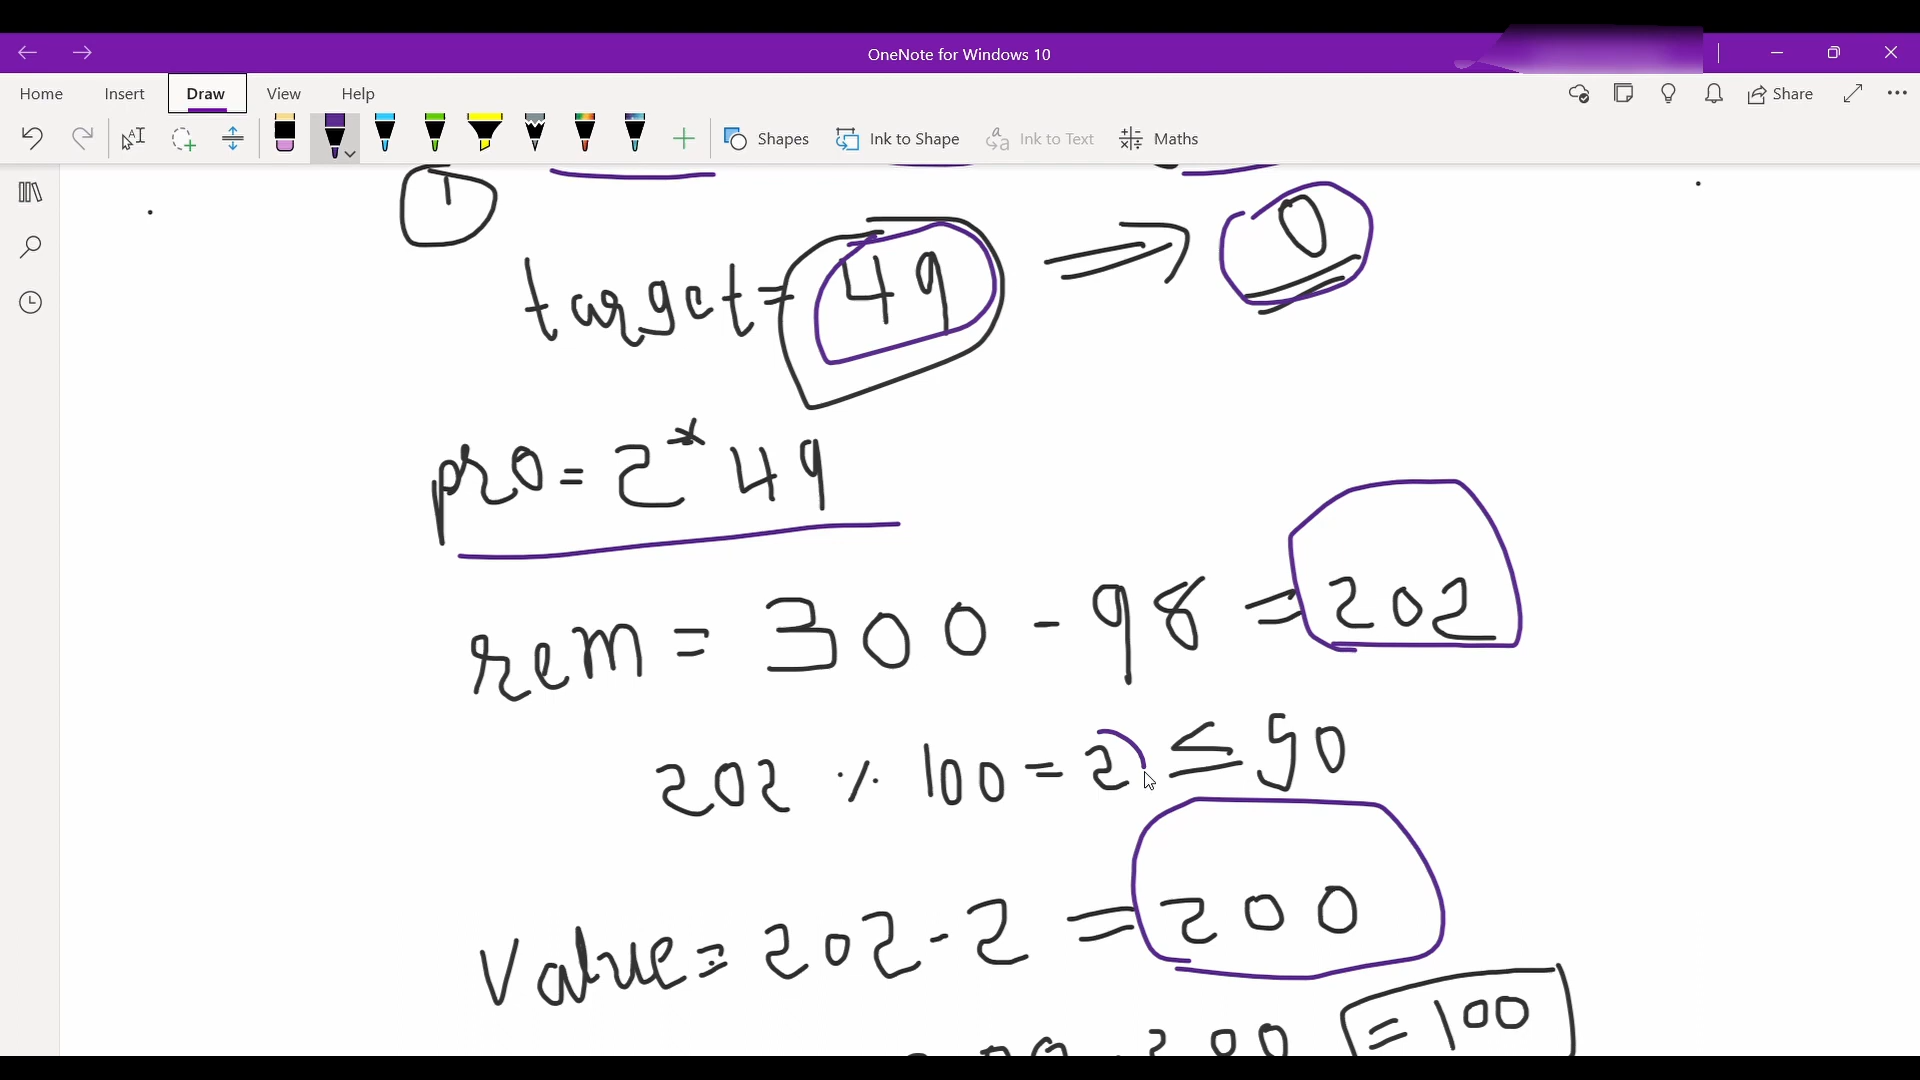 OneNote for Windows 10
Home Insert Draw View Help Share
Shapes Ink to Shape Ink to Text Maths
1
target = 49 0
pro = 2 * 49
rem = 300 - 98 = 202
202 % 100 = 2 ≤ 50
Value = 202 - 2 = 200
= 100